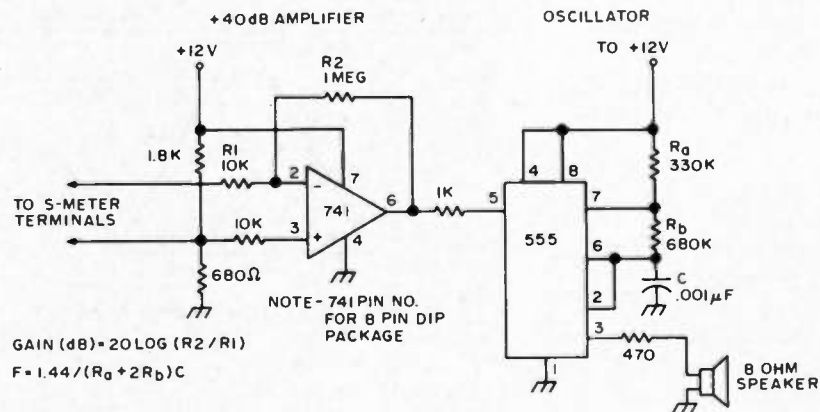 +40dB AMPLIFIER
OSCILLATOR
+12V
TO +12V
R2
1 MEG
1.8K
R1
10K
2
-
7
741
6
1K
5
3
+
4
10K
TO S-METER
TERMINALS
680Ω
4
8
Ra
330K
7
Rb
680K
555
6
C
.001µF
2
3
470
1
8 OHM
SPEAKER
NOTE - 741 PIN NO.
FOR 8 PIN DIP
PACKAGE
GAIN (dB) = 20 LOG (R2/R1)
F = 1.44/(Ra + 2Rb)C